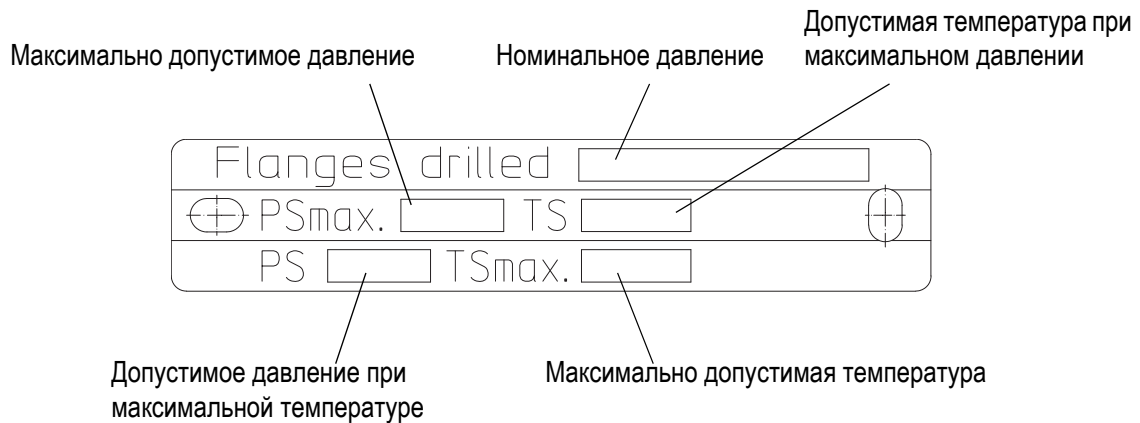 Допустимая температура при
максимальном давлении
Максимально допустимое давление
Номинальное давление
Flanges drilled
PSmax. TS
PS TSmax.
Допустимое давление при
максимальной температуре
Максимально допустимая температура